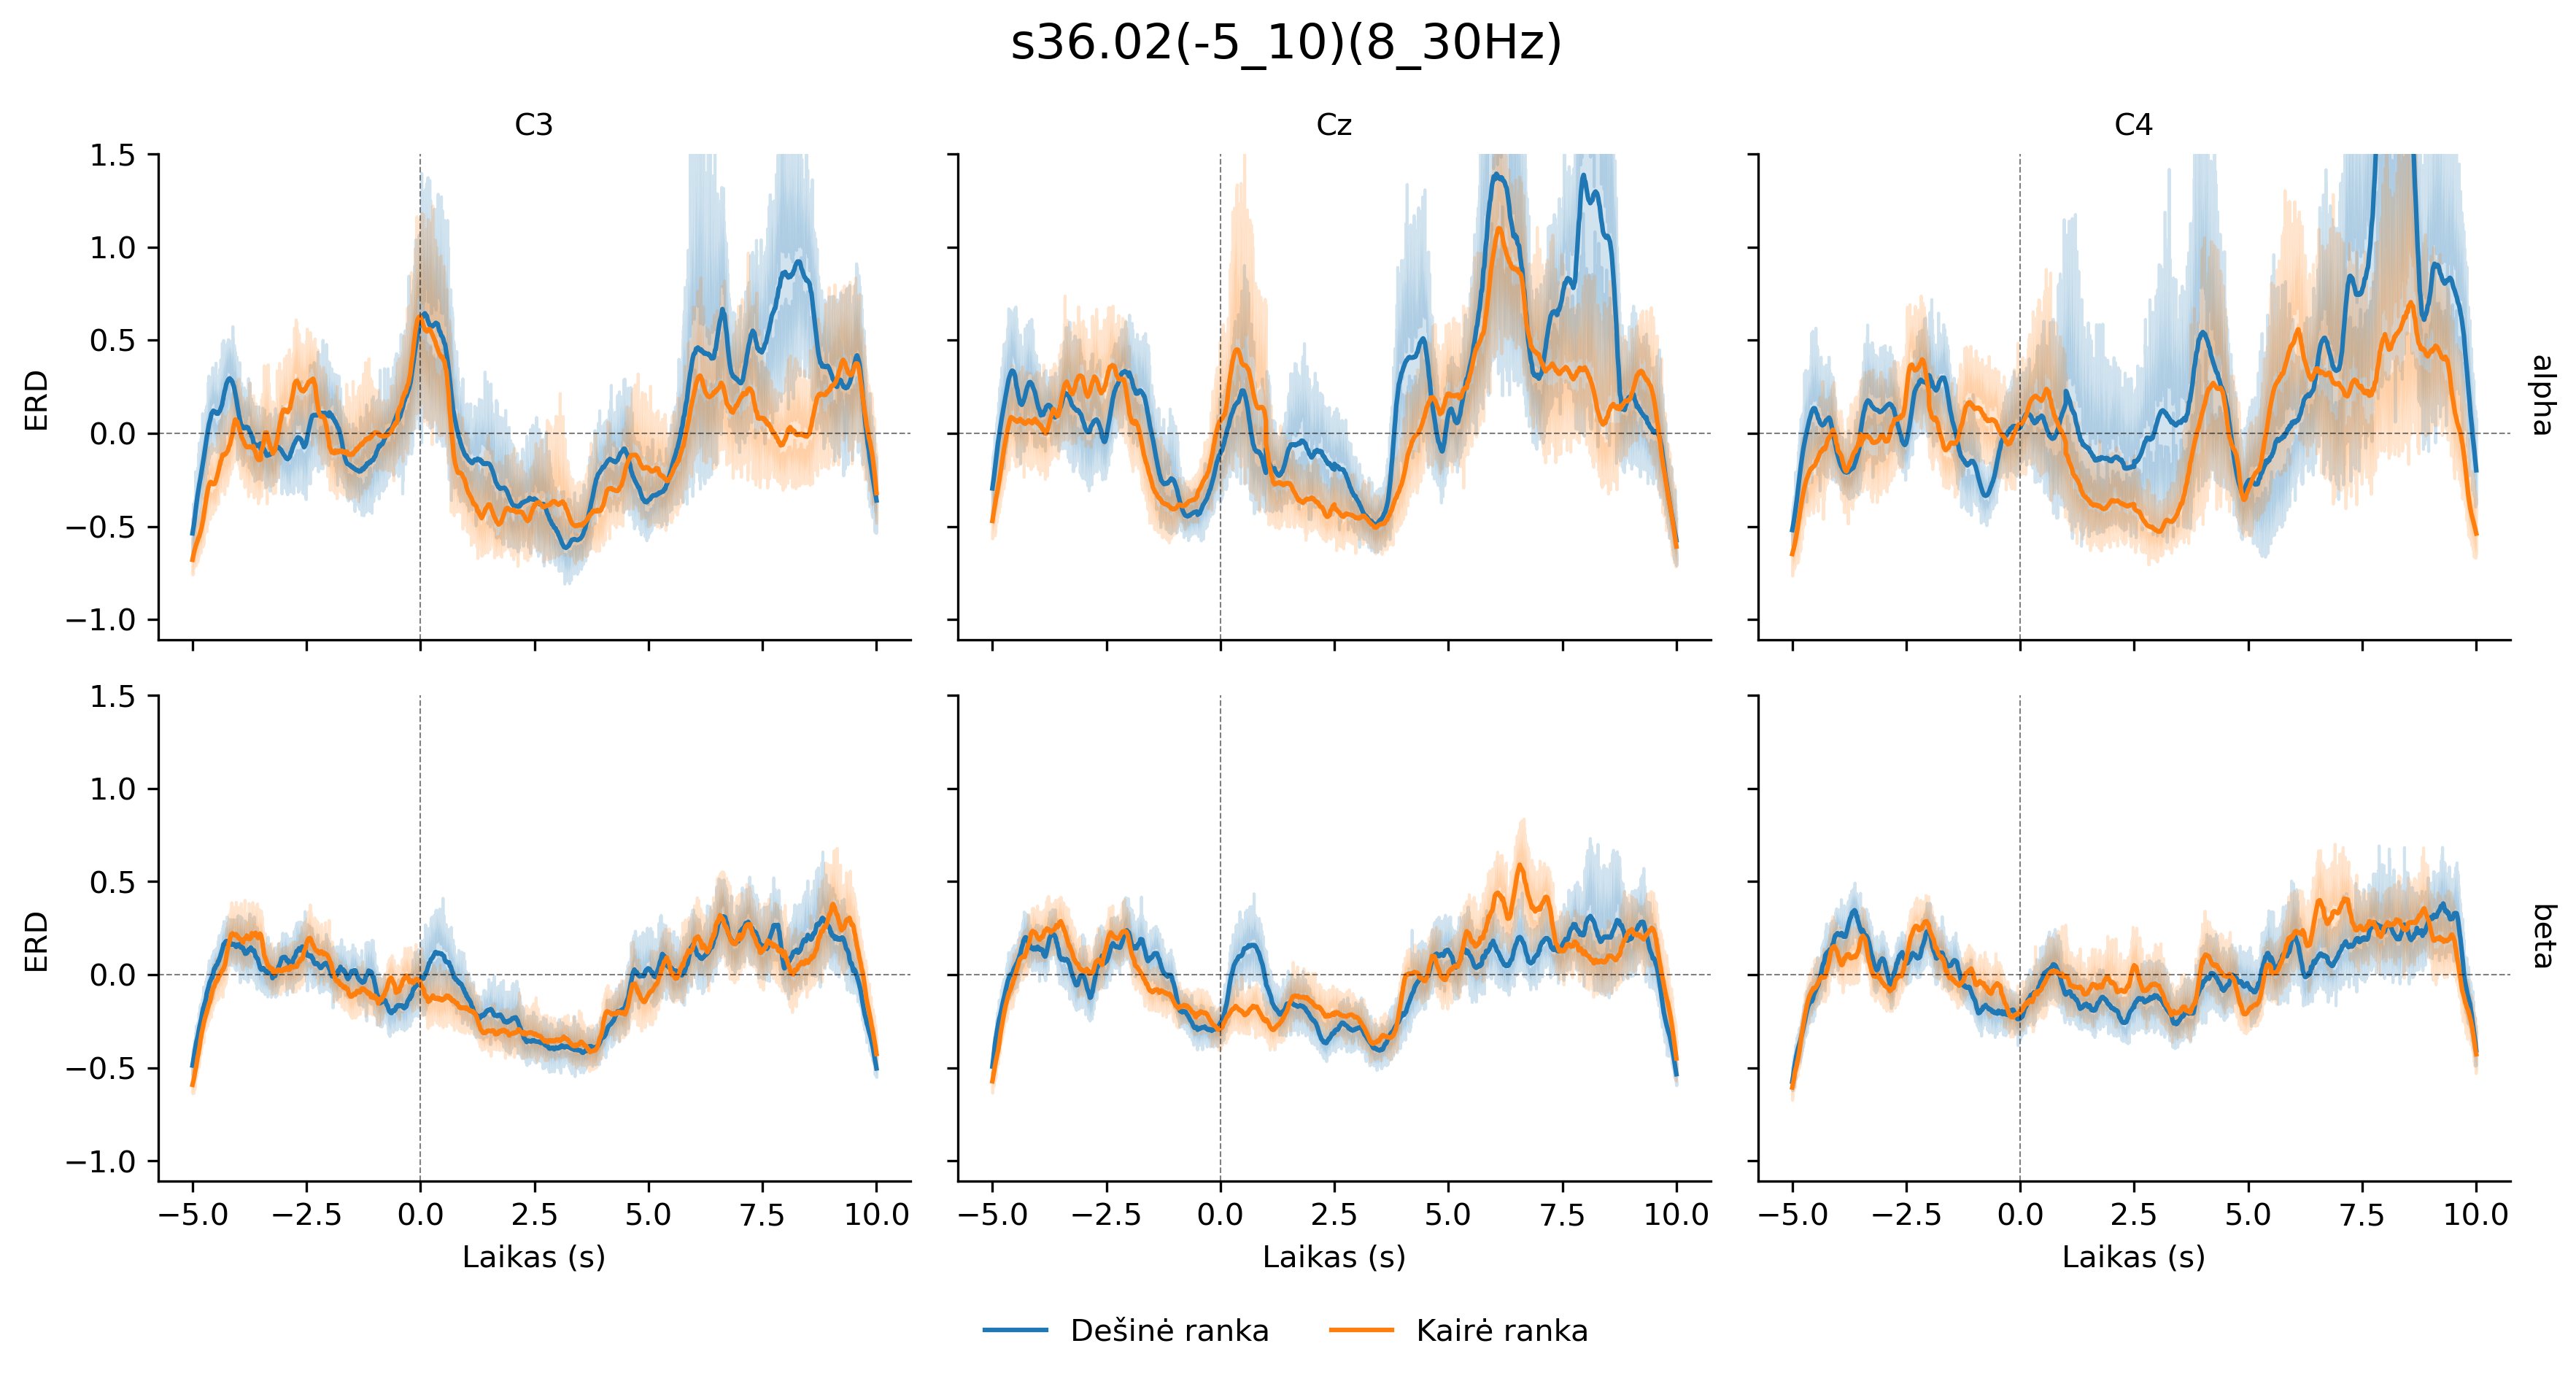 s36.02(-5_10)(8_30Hz)
C3 Cz C4
1.5
1.0
0.5
0.0
−0.5
−1.0
ERD
alpha
1.5
1.0
0.5
0.0
−0.5
−1.0
ERD
beta
−5.0 −2.5 0.0 2.5 5.0 7.5 10.0 −5.0 −2.5 0.0 2.5 5.0 7.5 10.0 −5.0 −2.5 0.0 2.5 5.0 7.5 10.0
Laikas (s) Laikas (s) Laikas (s)
Dešinė ranka Kairė ranka